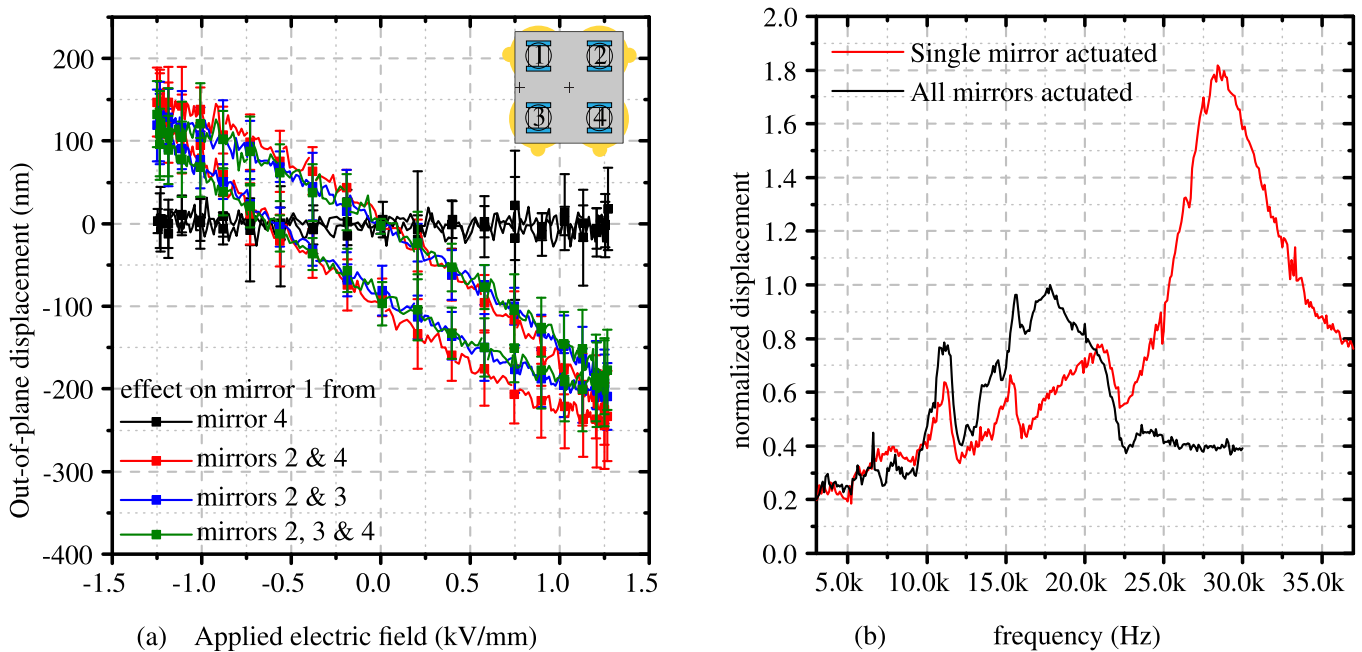 Out-of-plane displacement (nm)
200
100
0
-100
-200
-300
-400
-1.5
-1.0
-0.5
0.0
0.5
1.0
1.5
1
2
3
4
effect on mirror 1 from
mirror 4
mirrors 2 & 4
mirrors 2 & 3
mirrors 2, 3 & 4
(a) Applied electric field (kV/mm)
normalized displacement
2.0
1.8
1.6
1.4
1.2
1.0
0.8
0.6
0.4
0.2
0.0
Single mirror actuated
All mirrors actuated
5.0k
10.0k
15.0k
20.0k
25.0k
30.0k
35.0k
(b) frequency (Hz)